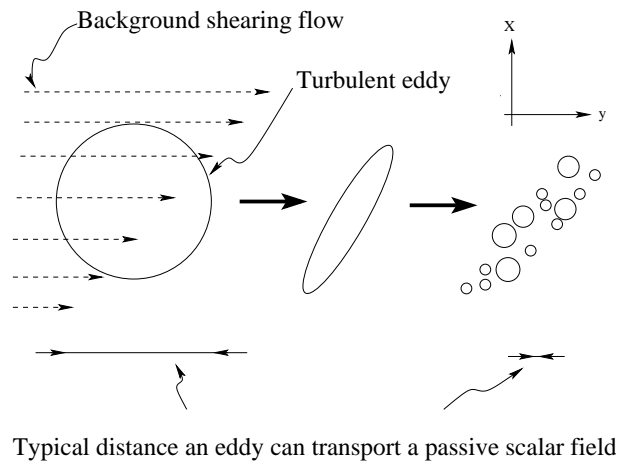 Background shearing flow
X
Turbulent eddy
y
Typical distance an eddy can transport a passive scalar field